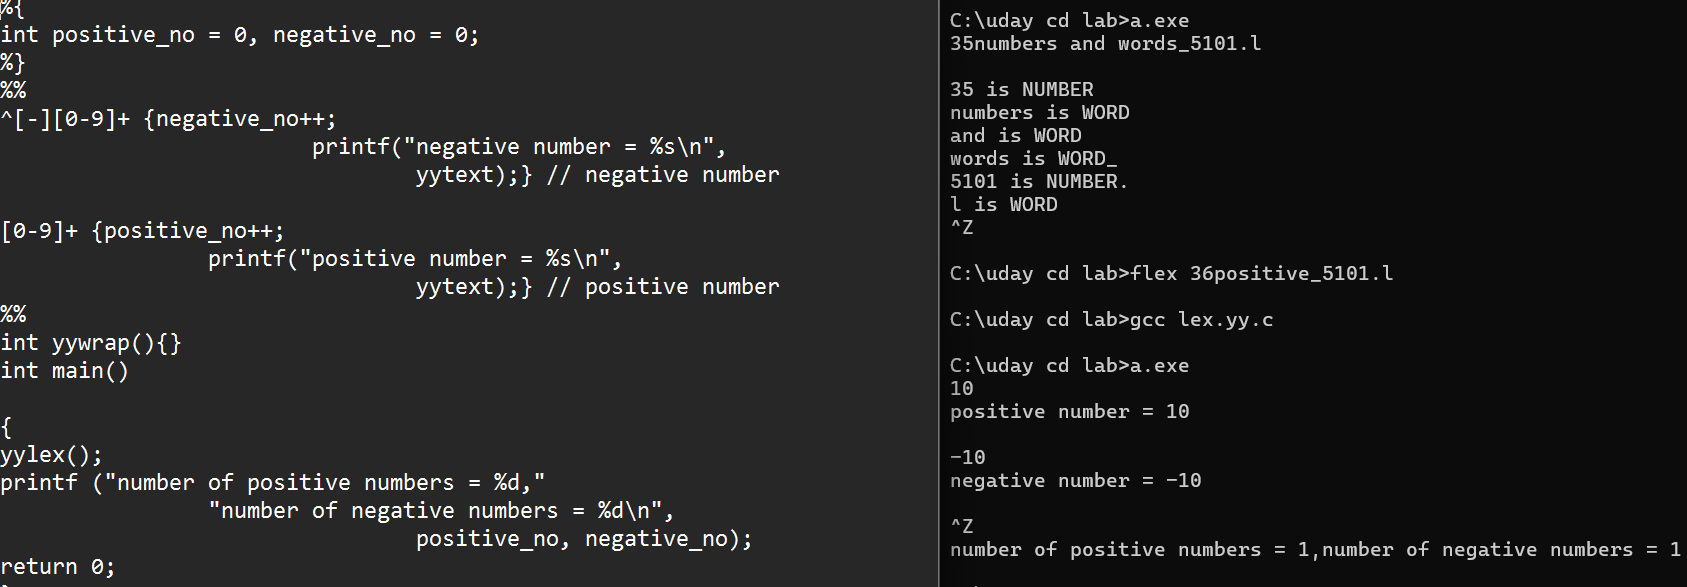 %{
int positive_no = 0, negative_no = 0;
%}
%%
^[-][0-9]+ {negative_no++;
printf("negative number = %s\n",
yytext);} // negative number
[0-9]+ {positive_no++;
printf("positive number = %s\n",
yytext);} // positive number
%%
int yywrap(){}
int main()
{
yylex();
printf ("number of positive numbers = %d,"
"number of negative numbers = %d\n",
positive_no, negative_no);
return 0;
C:\uday cd lab>a.exe
35numbers and words_5101.l
35 is NUMBER
numbers is WORD
and is WORD
words is WORD_
5101 is NUMBER.
l is WORD
^Z
C:\uday cd lab>flex 36positive_5101.l
C:\uday cd lab>gcc lex.yy.c
C:\uday cd lab>a.exe
10
positive number = 10
-10
negative number = -10
^Z
number of positive numbers = 1,number of negative numbers = 1